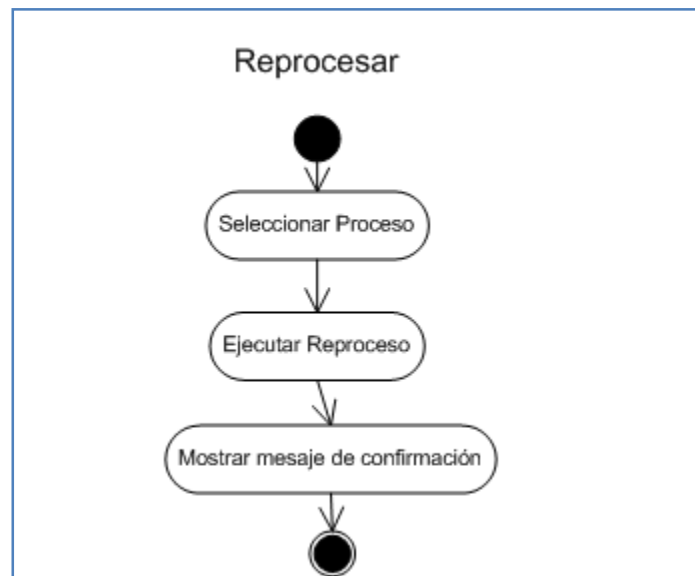 Reprocesar
Seleccionar Proceso
Ejecutar Reproceso
Mostrar mesaje de confirmación